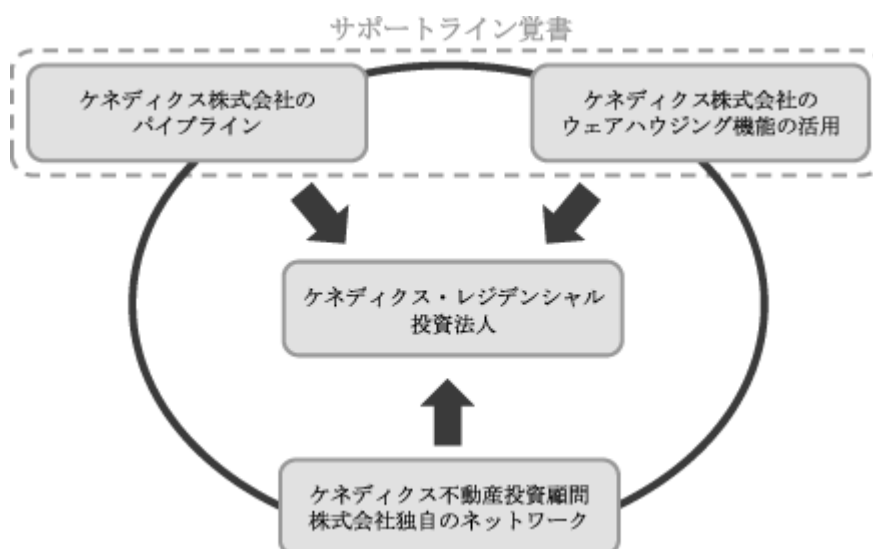 サポートライン覚書
ケネディクス株式会社の
パイプライン
ケネディクス株式会社の
ウェアハウジング機能の活用
ケネディクス・レジデンシャル
投資法人
ケネディクス不動産投資顧問
株式会社独自のネットワーク